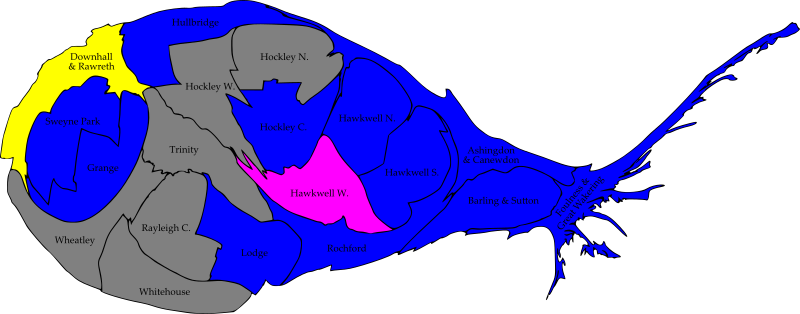 Hullbridge
Downhall
& Rawreth
Hockley N.
Hockley W.
Sweyne Park
Hockley C.
Hawkwell N.
Trinity
Ashingdon
& Canewdon
Grange
Hawkwell S.
Hawkwell W.
Barling & Sutton
Foulness &
Great Wakering
Rayleigh C.
Wheatley
Rochford
Lodge
Whitehouse